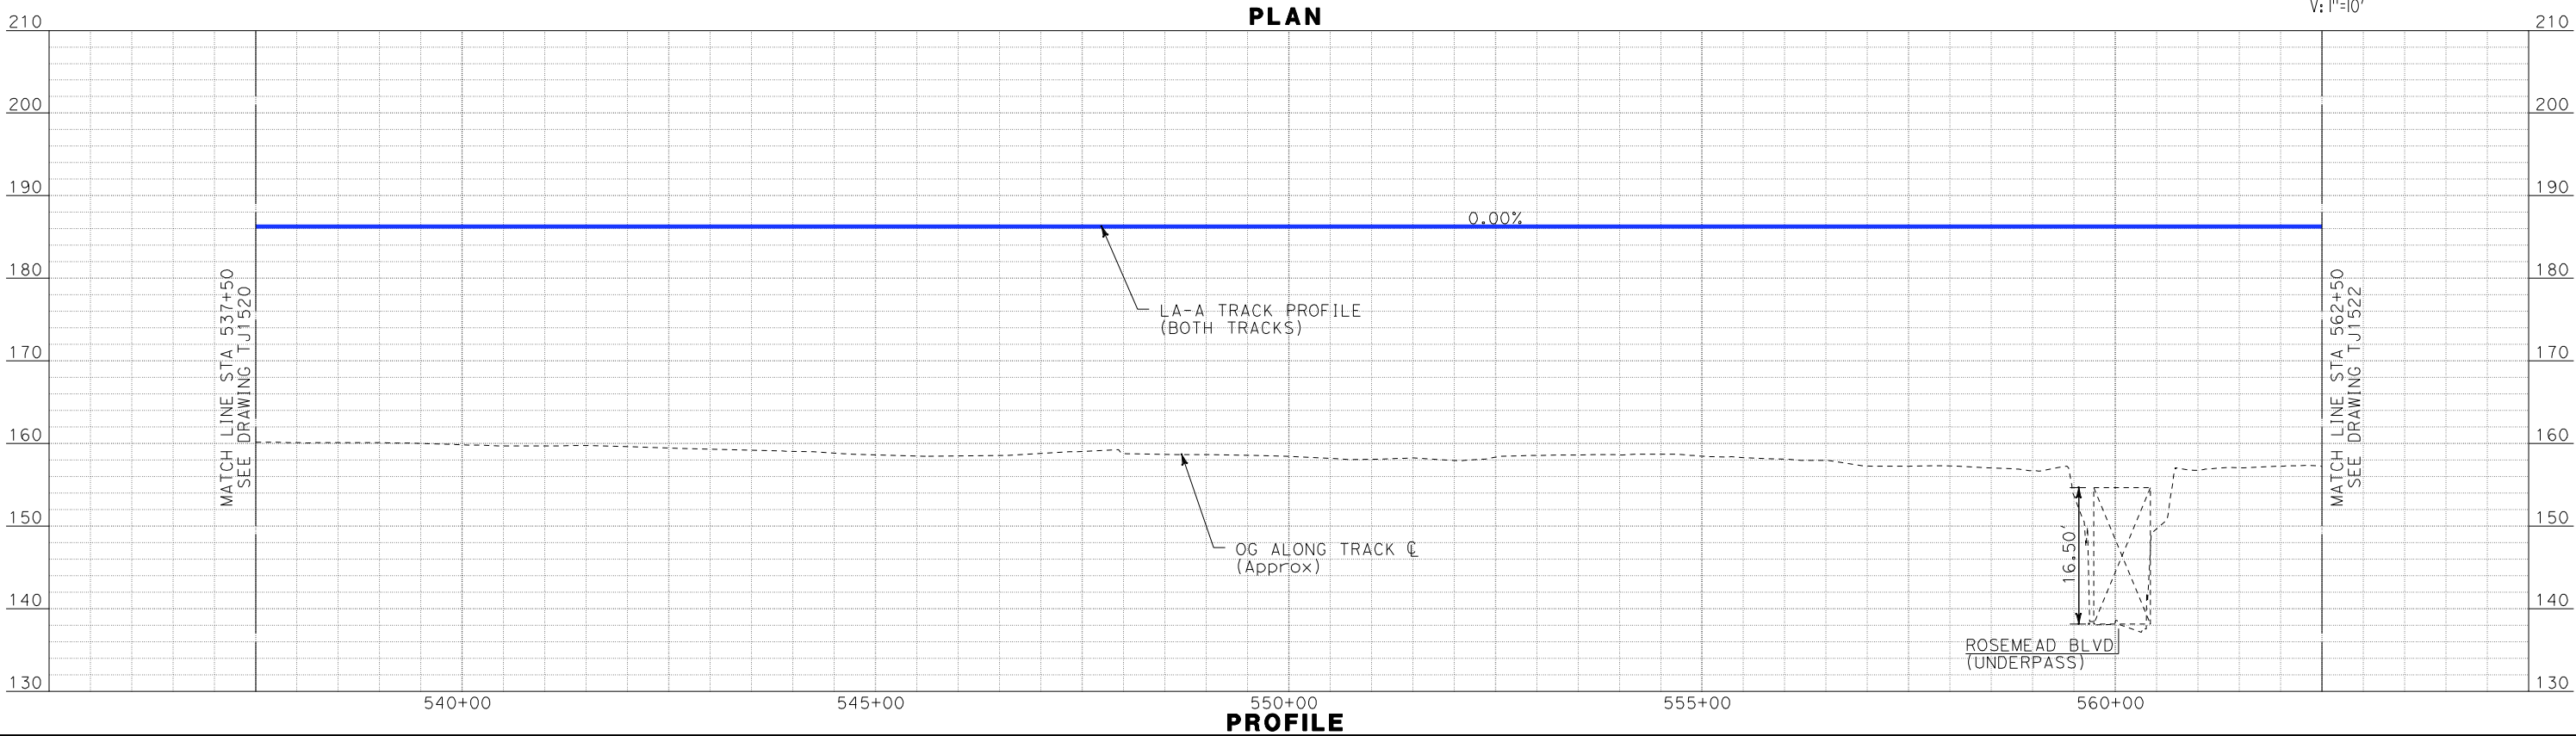 PLAN
V: 1"=10'
210 210
200 200
190 190
0.00%
180 180
LA-A TRACK PROFILE
(BOTH TRACKS)
MATCH LINE STA 537+50
SEE DRAWING TJ1520
MATCH LINE STA 562+50
SEE DRAWING TJ1522
170 170
160 160
150 150
OG ALONG TRACK ℄
(Approx)
16.50
140 140
ROSEMEAD BLVD
(UNDERPASS)
130 130
540+00 545+00 550+00 555+00 560+00
PROFILE